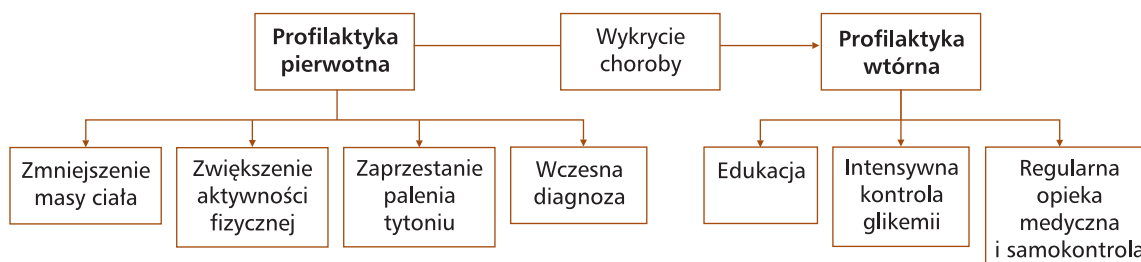 Profilaktyka
pierwotna
Wykrycie
choroby
Profilaktyka
wtórna
Zmniejszenie
masy ciała
Zwiększenie
aktywności
fizycznej
Zaprzestanie
palenia
tytoniu
Wczesna
diagnoza
Edukacja
Intensywna
kontrola
glikemii
Regularna
opieka
medyczna
i samokontrola